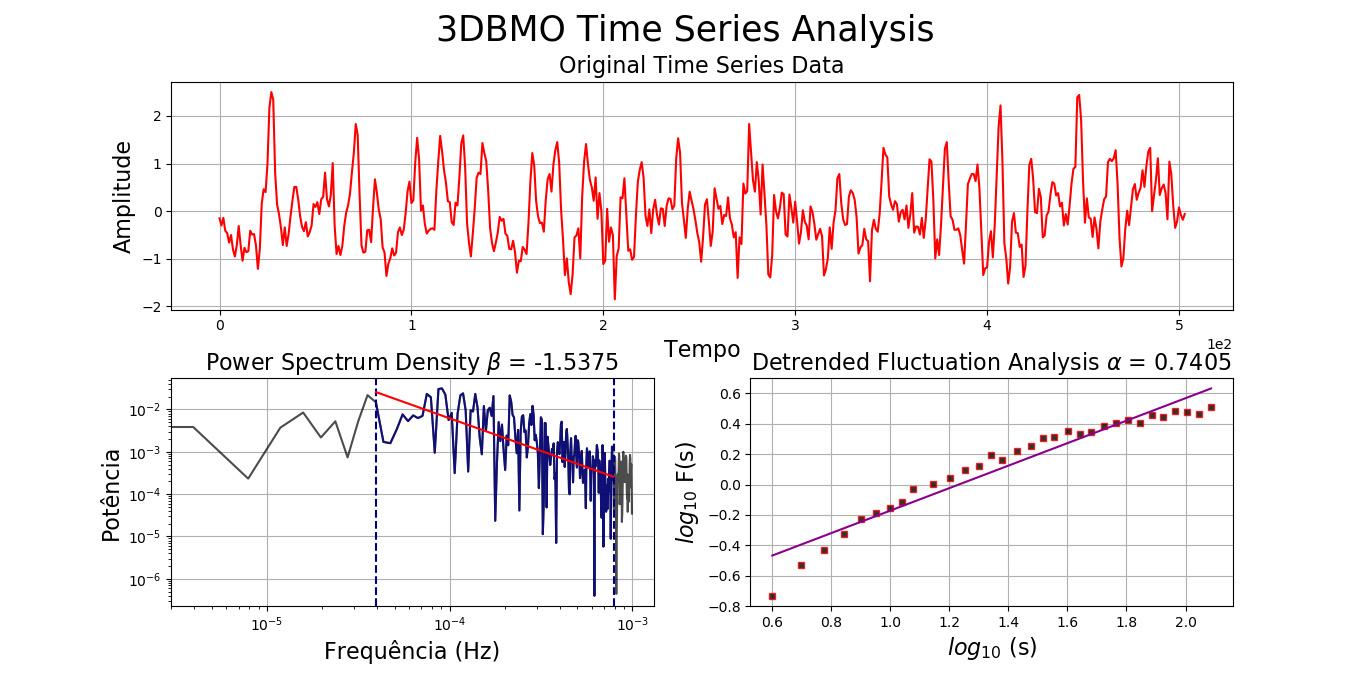 3DBMO Time Series Analysis
Original Time Series Data
Amplitude
2
1
0
−1
−2
0 1 2 3 4 5
1e2
Tempo
Power Spectrum Density β = -1.5375
Potência
10⁻²
10⁻³
10⁻⁴
10⁻⁵
10⁻⁶
10⁻⁵ 10⁻⁴ 10⁻³
Frequência (Hz)
Detrended Fluctuation Analysis α = 0.7405
log₁₀ F(s)
0.6
0.4
0.2
0.0
−0.2
−0.4
−0.6
−0.8
0.6 0.8 1.0 1.2 1.4 1.6 1.8 2.0
log₁₀ (s)